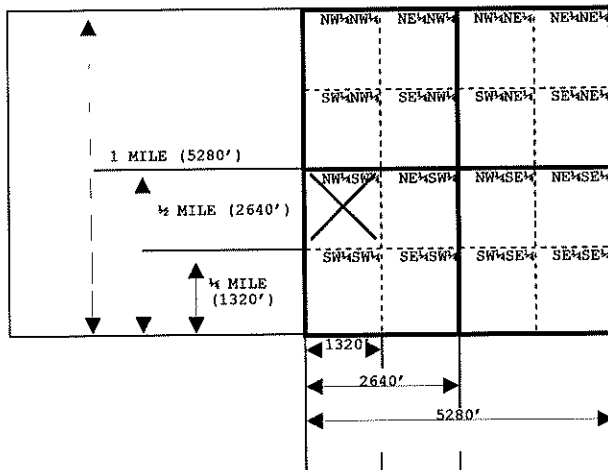 NW¼NW¼ NE¼NW¼ NW¼NE¼ NE¼NE¼
SW¼NW¼ SE¼NW¼ SW¼NE¼ SE¼NE¼
1 MILE (5280')
NW¼SW¼ NE¼SW¼ NW¼SE¼ NE¼SE¼
½ MILE (2640')
SW¼SW¼ SE¼SW¼ SW¼SE¼ SE¼SE¼
¼ MILE
(1320')
1320'
2640'
5280'